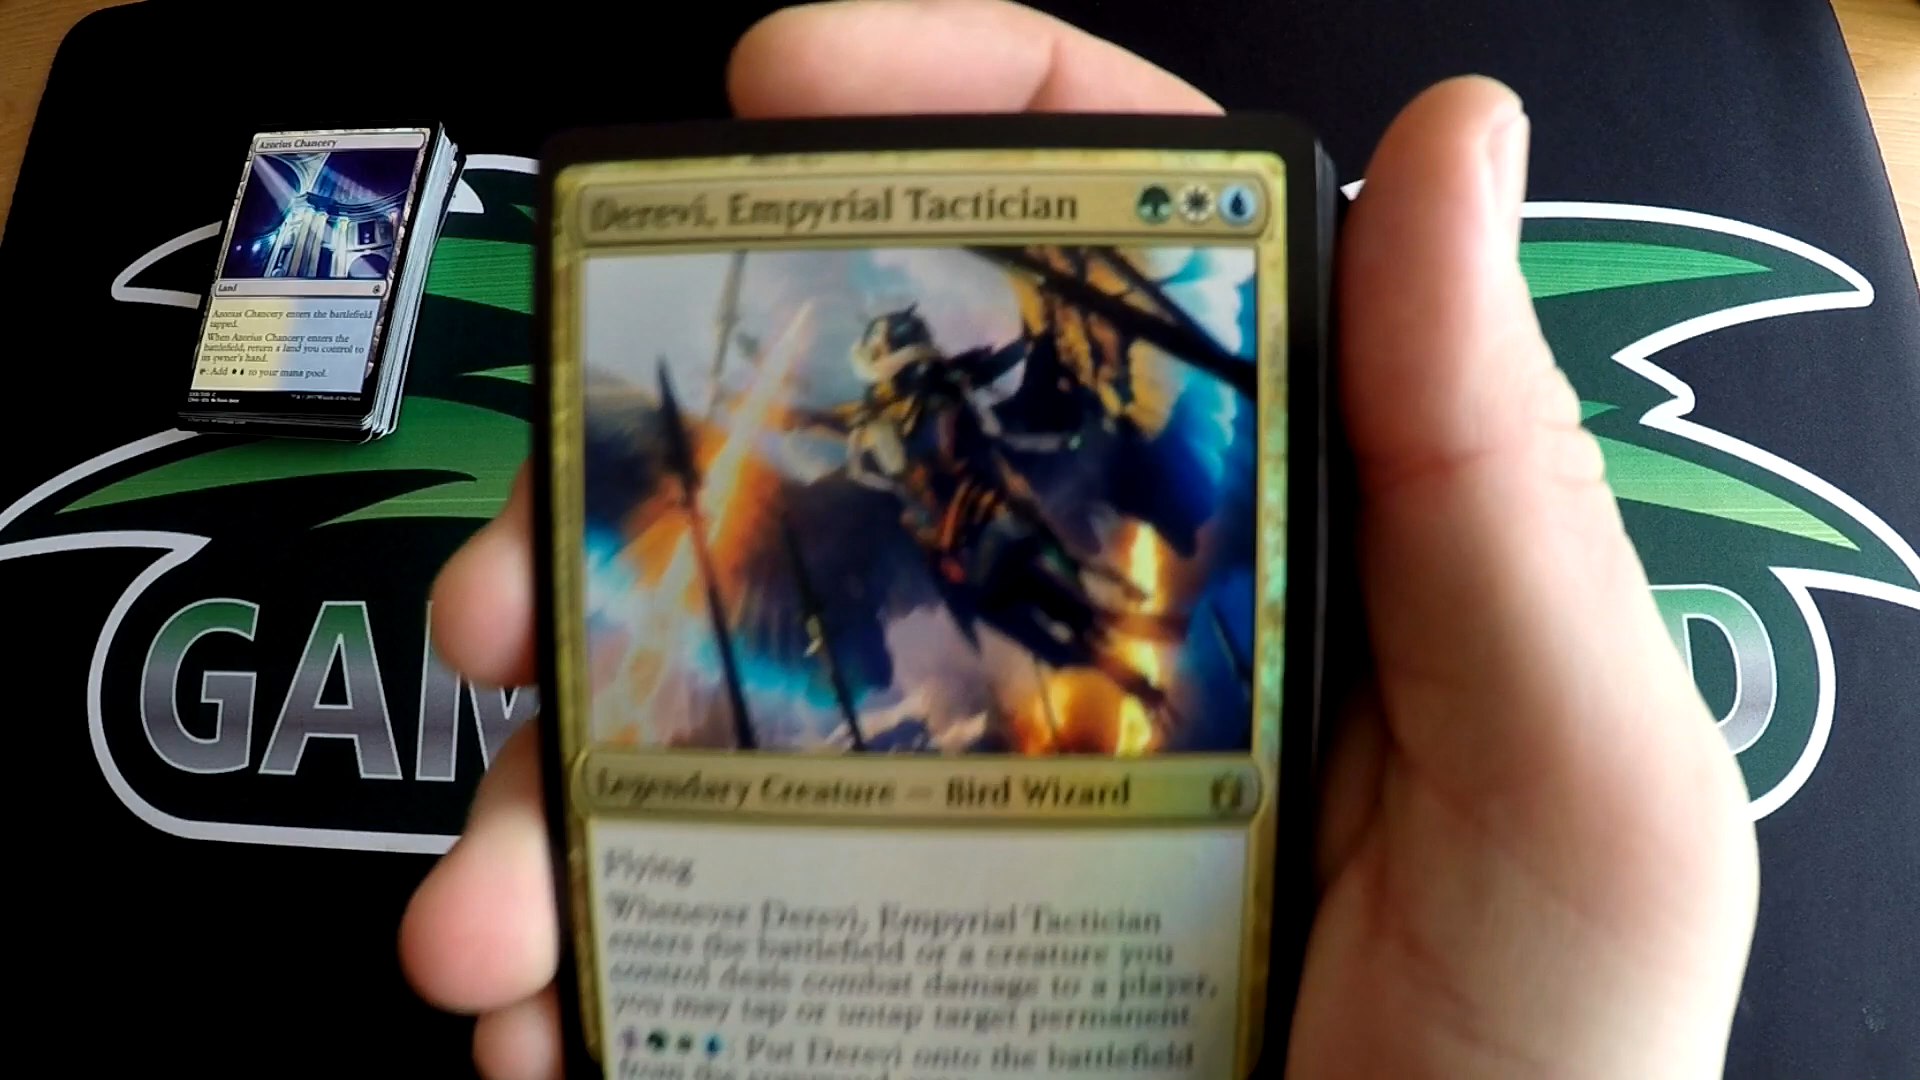 Azorius Chancery
Land
Azorius Chancery enters the battlefield
tapped.
When Azorius Chancery enters the
battlefield, return a land you control to
its owner's hand.
: Add to your mana pool.
Derevi, Empyrial Tactician
Legendary Creature — Bird Wizard
Flying
Whenever Derevi, Empyrial Tactician
enters the battlefield or a creature you
control deals combat damage to a player,
you may tap or untap target permanent.
: Put Derevi onto the battlefield
from the command
GAM
D